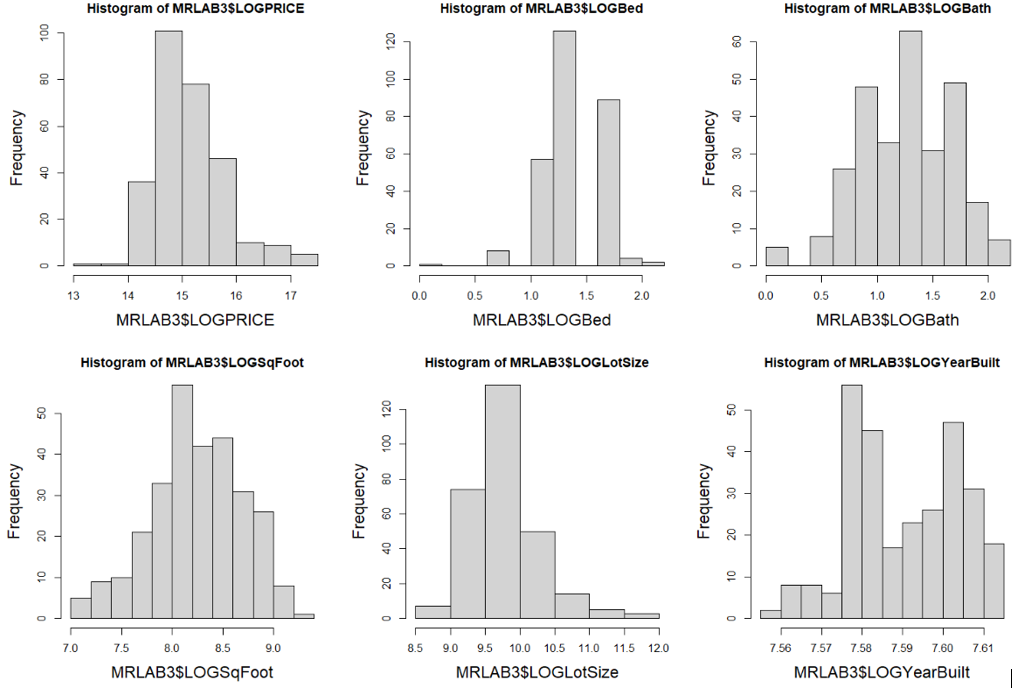 Histogram of MRLAB3$LOGPRICE
Frequency
0 20 40 60 80 100
13 14 15 16 17
MRLAB3$LOGPRICE
Histogram of MRLAB3$LOGBed
Frequency
0 20 40 60 80 100 120
0.0 0.5 1.0 1.5 2.0
MRLAB3$LOGBed
Histogram of MRLAB3$LOGBath
Frequency
0 10 20 30 40 50 60
0.0 0.5 1.0 1.5 2.0
MRLAB3$LOGBath
Histogram of MRLAB3$LOGSqFoot
Frequency
0 10 20 30 40 50
7.0 7.5 8.0 8.5 9.0
MRLAB3$LOGSqFoot
Histogram of MRLAB3$LOGLotSize
Frequency
0 20 40 60 80 100 120
8.5 9.0 9.5 10.0 10.5 11.0 11.5 12.0
MRLAB3$LOGLotSize
Histogram of MRLAB3$LOGYearBuilt
Frequency
0 10 20 30 40 50
7.56 7.57 7.58 7.59 7.60 7.61
MRLAB3$LOGYearBuilt